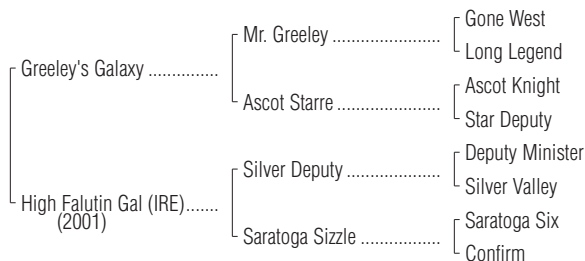 Gone West
Mr. Greeley ....................
Long Legend
Greeley's Galaxy ...............
Ascot Knight
Ascot Starre ...................
Star Deputy
Deputy Minister
Silver Deputy .................
Silver Valley
High Falutin Gal (IRE).......
(2001)
Saratoga Six
Saratoga Sizzle ...............
Confirm